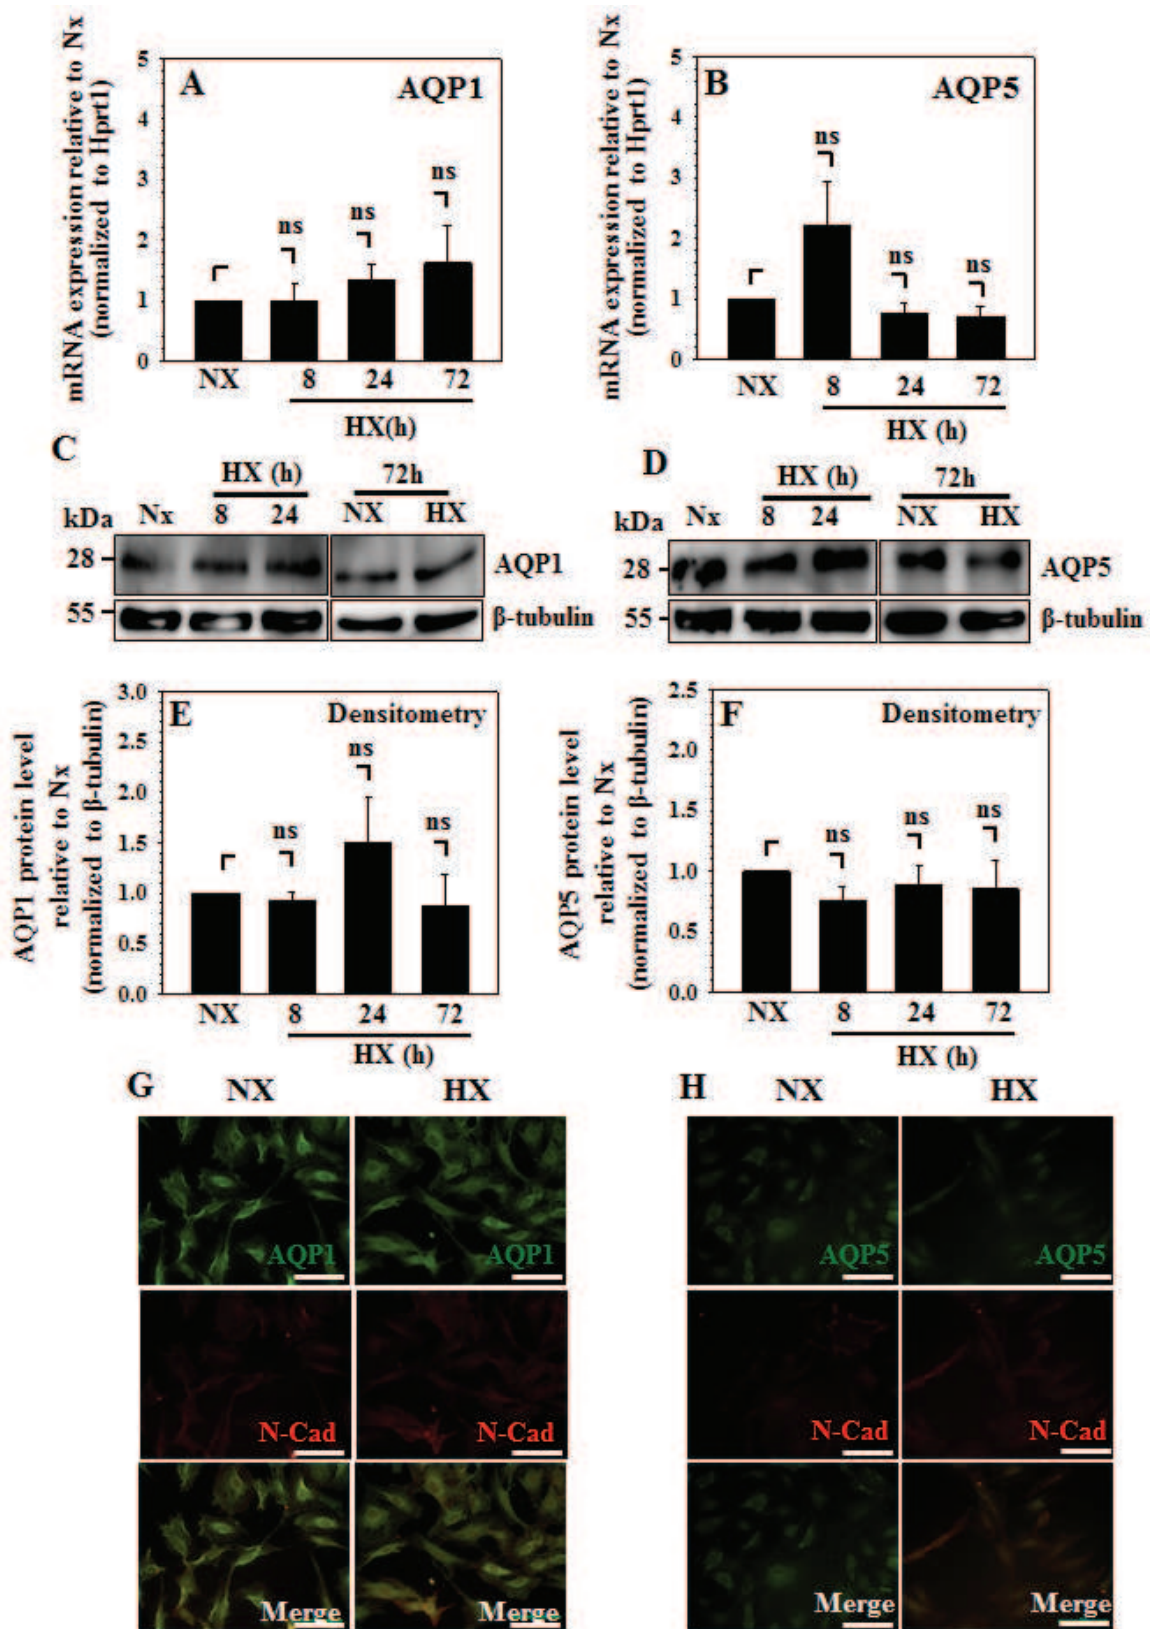 mRNA expression relative to Nx
(normalized to Hprt1)
A
AQP1
5
4
3
2
1
0
ns
ns
ns
NX
8
24
72
HX(h)
mRNA expression relative to Nx
(normalized to Hprt1)
B
AQP5
5
4
3
2
1
0
ns
ns
ns
NX
8
24
72
HX (h)
C
HX (h)
72h
kDa
Nx
8
24
NX
HX
28
AQP1
55
β-tubulin
D
HX (h)
72h
kDa
Nx
8
24
NX
HX
28
AQP5
55
β-tubulin
AQP1 protein level
relative to Nx
(normalized to β-tubulin)
E
Densitometry
3.0
2.5
2.0
1.5
1.0
0.5
0.0
ns
ns
ns
NX
8
24
72
HX (h)
AQP5 protein level
relative to Nx
(normalized to β-tubulin)
F
Densitometry
2.5
2.0
1.5
1.0
0.5
0.0
ns
ns
ns
NX
8
24
72
HX (h)
G
NX
HX
AQP1
AQP1
N-Cad
N-Cad
Merge
Merge
H
NX
HX
AQP5
AQP5
N-Cad
N-Cad
Merge
Merge